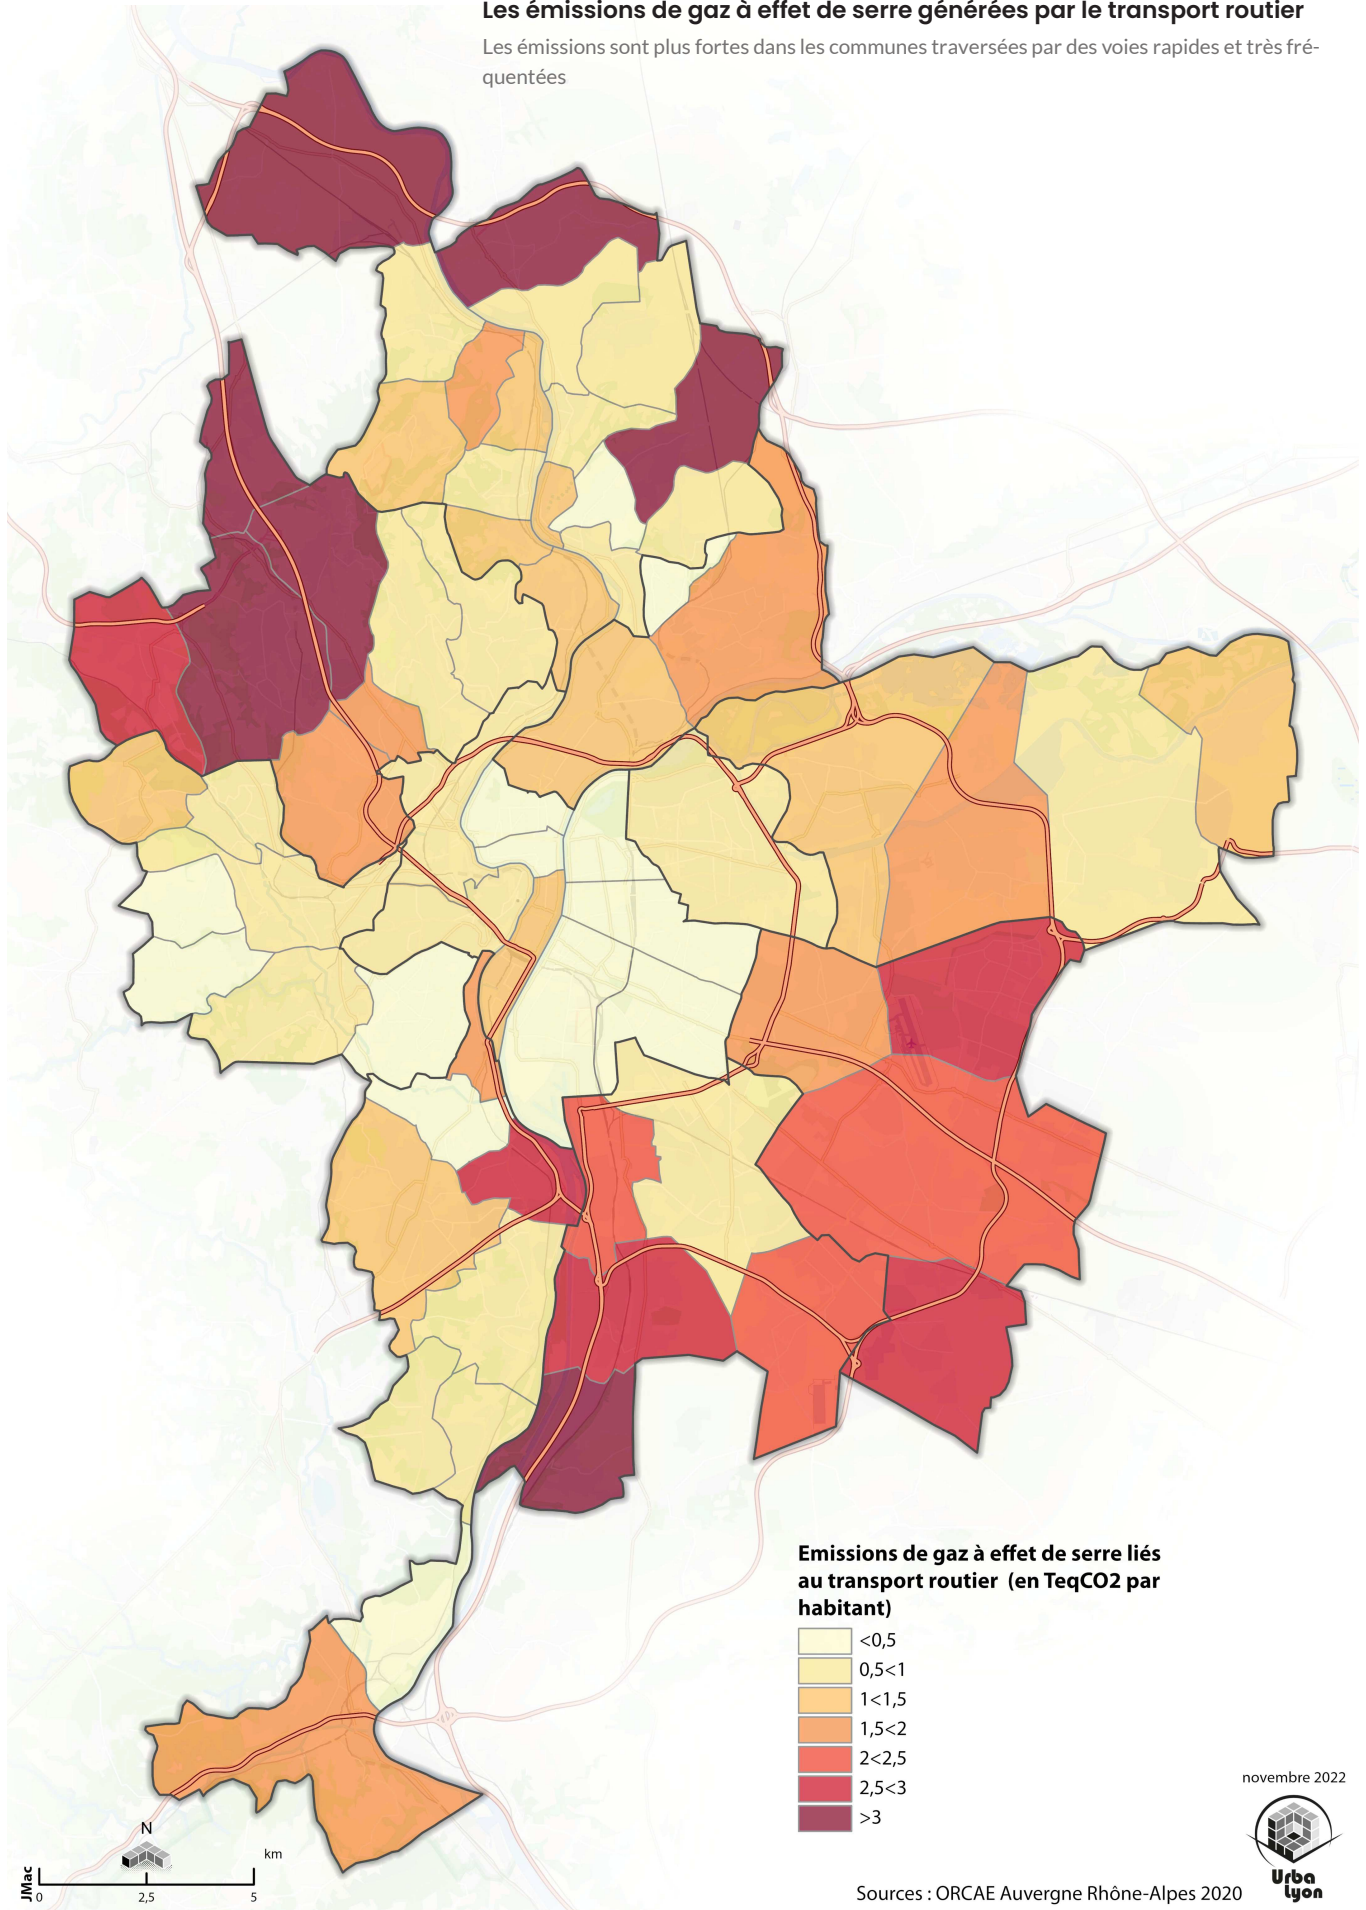 Les émissions de gaz à effet de serre générées par le transport routier
Les émissions sont plus fortes dans les communes traversées par des voies rapides et très fré-
quentées
Emissions de gaz à effet de serre liés
au transport routier (en TeqCO2 par
habitant)
<0,5
0,5<1
1<1,5
1,5<2
2<2,5
2,5<3
>3
novembre 2022
Urba
Lyon
N
km
JMac
0
2,5
5
Sources : ORCAE Auvergne Rhône-Alpes 2020